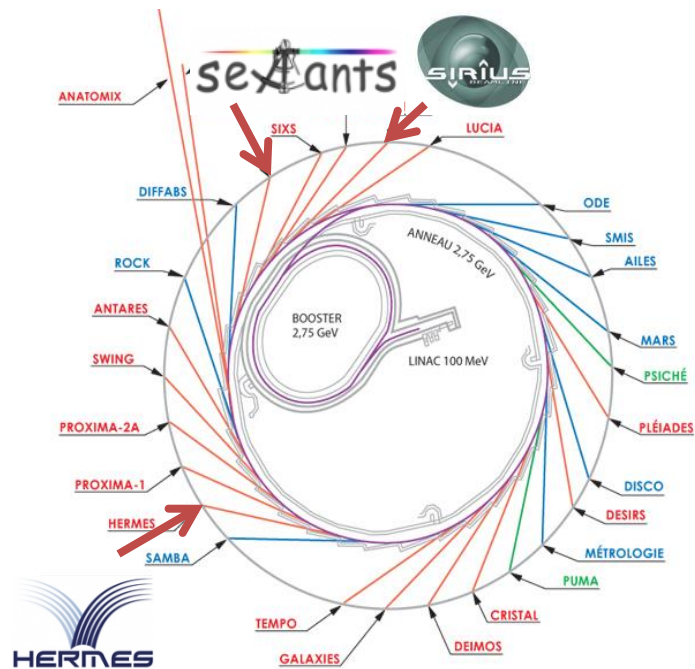 sextants
SIRIUS
BEAMLINE
ANATOMIX
SIXS
LUCIA
DIFFABS
ODE
SMIS
AILES
ROCK
ANNEAU 2,75 GeV
ANTARES
BOOSTER
2,75 GeV
MARS
SWING
LINAC 100 MeV
PSICHÉ
PROXIMA-2A
PLÉIADES
PROXIMA-1
DISCO
HERMES
DESIRS
SAMBA
MÉTROLOGIE
PUMA
TEMPO
CRISTAL
DEIMOS
GALAXIES
HERMES